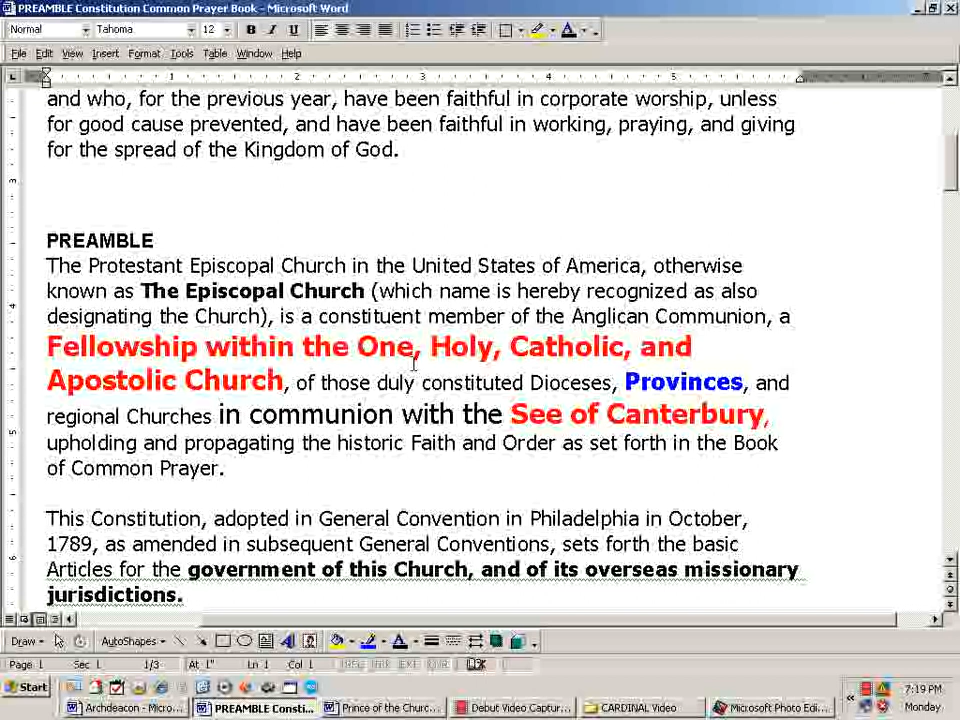 PREAMBLE Constitution Common Prayer Book - Microsoft Word
Normal Tahoma 12 B I U
File Edit View Insert Format Tools Table Window Help
1 2 3 4 5 7
and who, for the previous year, have been faithful in corporate worship, unless
for good cause prevented, and have been faithful in working, praying, and giving
for the spread of the Kingdom of God.
PREAMBLE
The Protestant Episcopal Church in the United States of America, otherwise
known as The Episcopal Church (which name is hereby recognized as also
designating the Church), is a constituent member of the Anglican Communion, a
Fellowship within the One, Holy, Catholic, and
Apostolic Church, of those duly constituted Dioceses, Provinces, and
regional Churches in communion with the See of Canterbury,
upholding and propagating the historic Faith and Order as set forth in the Book
of Common Prayer.
This Constitution, adopted in General Convention in Philadelphia in October,
1789, as amended in subsequent General Conventions, sets forth the basic
Articles for the government of this Church, and of its overseas missionary
jurisdictions.
Draw AutoShapes
Page 1 Sec 1 1/3 At 1" Ln 1 Col 1
Start
7:19 PM
Archdeacon - Micro... PREAMBLE Consti... Prince of the Churc... Debut Video Captur... CARDINAL Video Microsoft Photo Edi... Monday